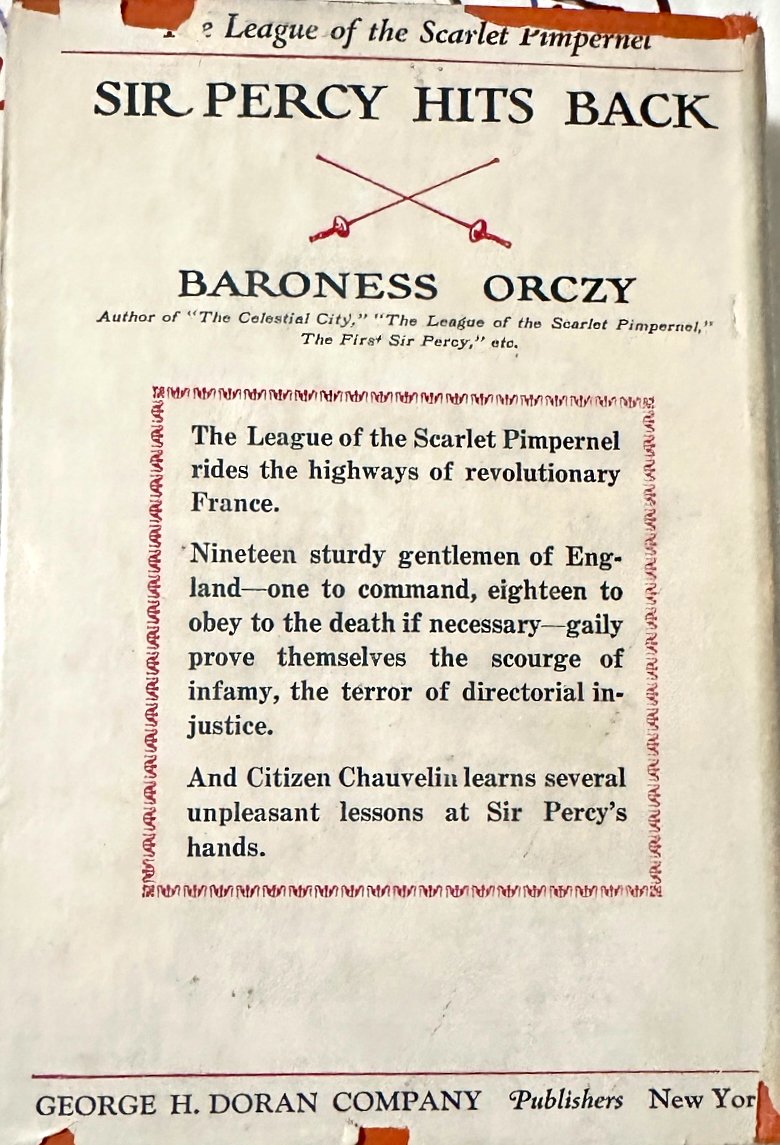 League of the Scarlet Pimpernel
SIR PERCY HITS BACK
BARONESS ORCZY
Author of “The Celestial City,” “The League of the Scarlet Pimpernel,”
The First Sir Percy,” etc.
The League of the Scarlet Pimpernel
rides the highways of revolutionary
France.
Nineteen sturdy gentlemen of Eng-
land—one to command, eighteen to
obey to the death if necessary—gaily
prove themselves the scourge of
infamy, the terror of directorial in-
justice.
And Citizen Chauvelin learns several
unpleasant lessons at Sir Percy’s
hands.
GEORGE H. DORAN COMPANY Publishers New Yor